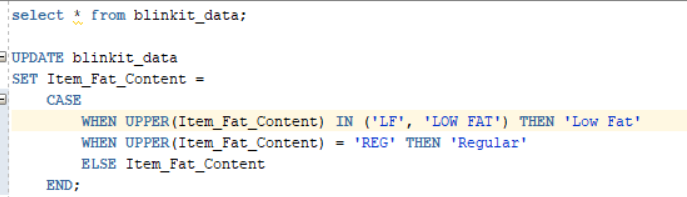 select * from blinkit_data;
UPDATE blinkit_data
SET Item_Fat_Content =
CASE
WHEN UPPER(Item_Fat_Content) IN ('LF', 'LOW FAT') THEN 'Low Fat'
WHEN UPPER(Item_Fat_Content) = 'REG' THEN 'Regular'
ELSE Item_Fat_Content
END;